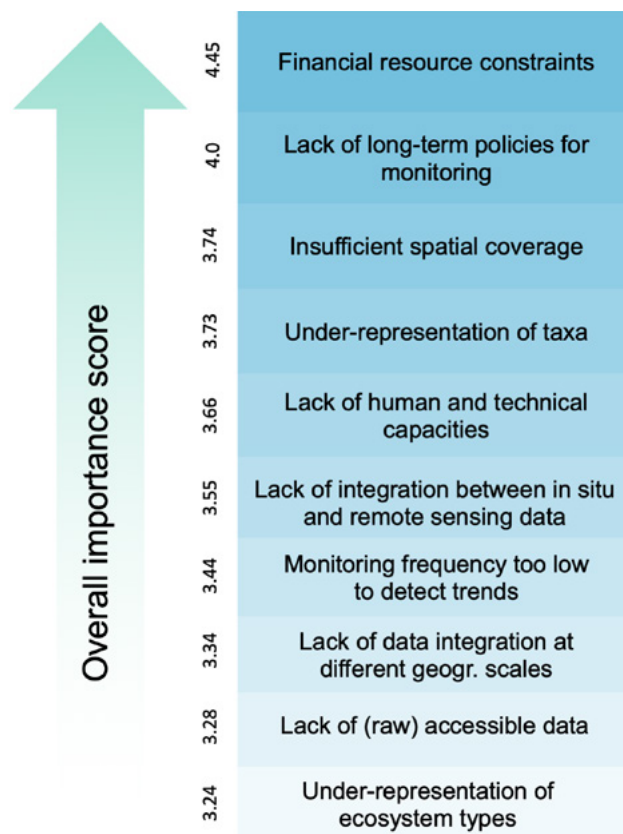 Overall importance score
4.45
Financial resource constraints
4.0
Lack of long-term policies for
monitoring
3.74
Insufficient spatial coverage
3.73
Under-representation of taxa
3.66
Lack of human and technical
capacities
3.55
Lack of integration between in situ
and remote sensing data
3.44
Monitoring frequency too low
to detect trends
3.34
Lack of data integration at
different geogr. scales
3.28
Lack of (raw) accessible data
3.24
Under-representation of
ecosystem types